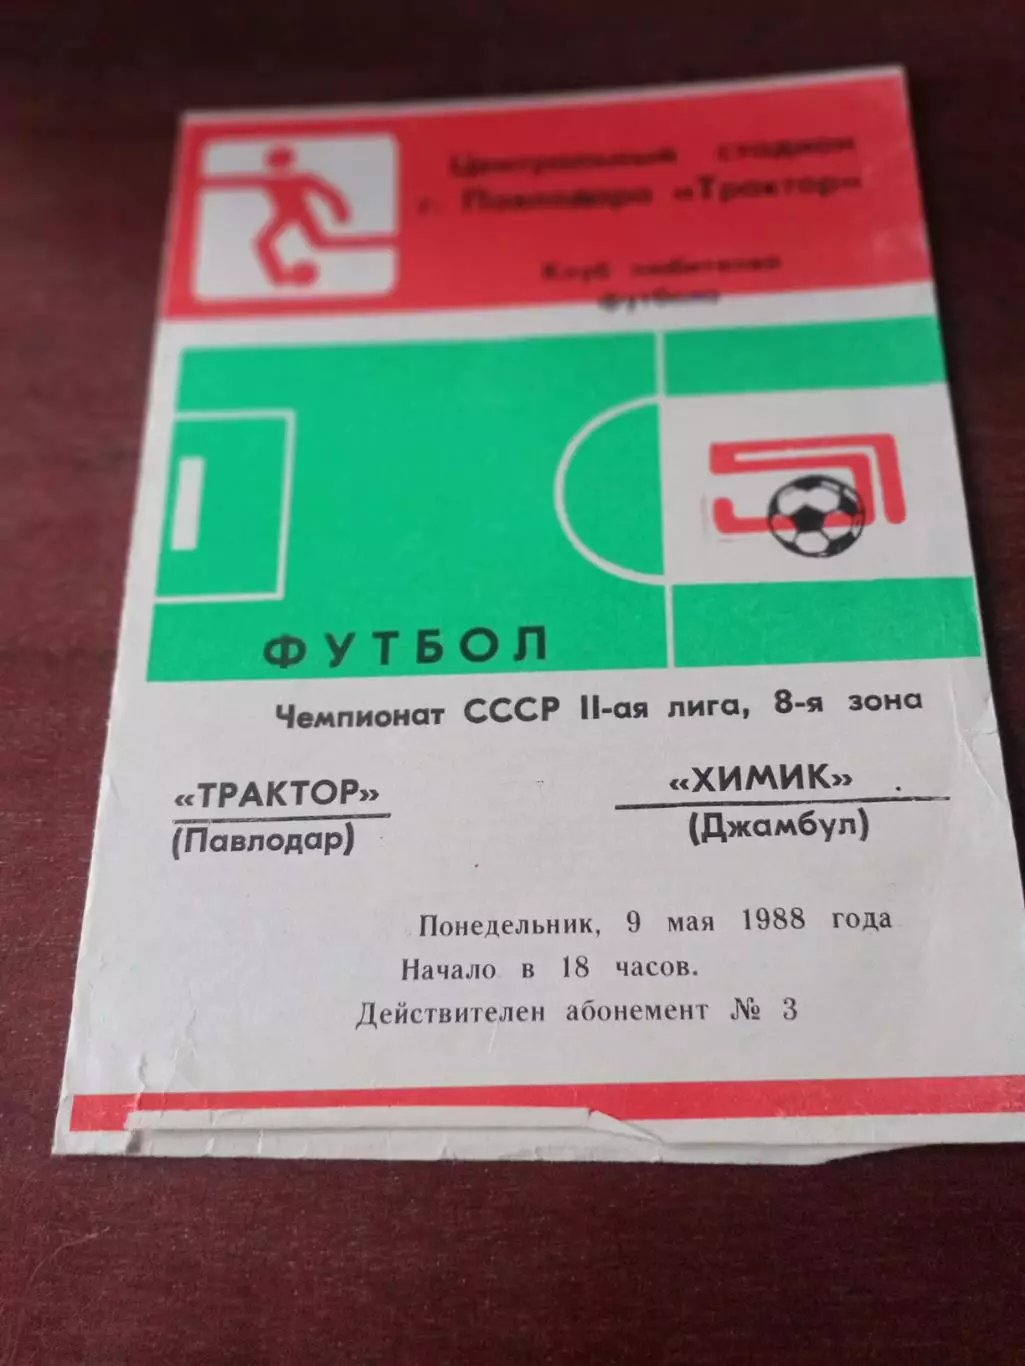 Центральный стадион
г. Павлодара «Трактор»
Клуб любителей
футбола
ФУТБОЛ
Чемпионат СССР II-ая лига, 8-я зона
«ТРАКТОР»
(Павлодар)
«ХИМИК»
(Джамбул)
Понедельник, 9 мая 1988 года
Начало в 18 часов.
Действителен абонемент № 3